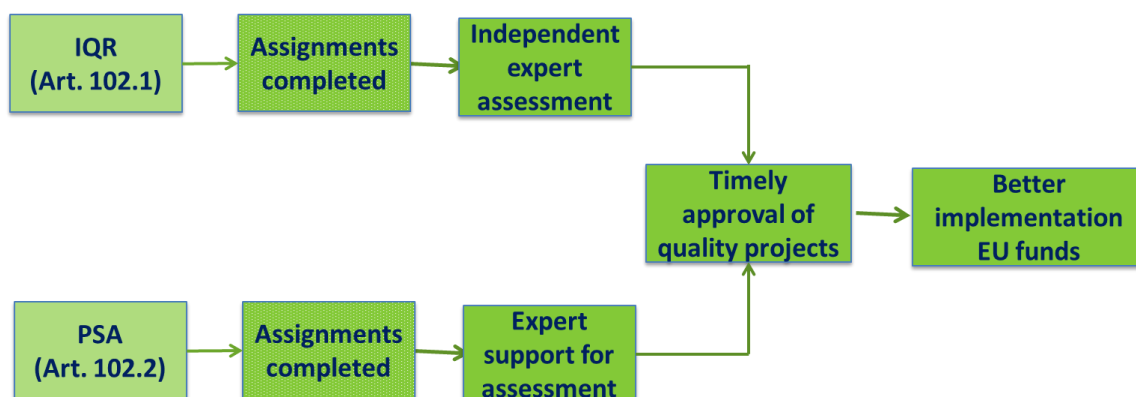 IQR
(Art. 102.1)
Assignments
completed
Independent
expert
assessment
Timely
approval of
quality projects
Better
implementation
EU funds
PSA
(Art. 102.2)
Assignments
completed
Expert
support for
assessment